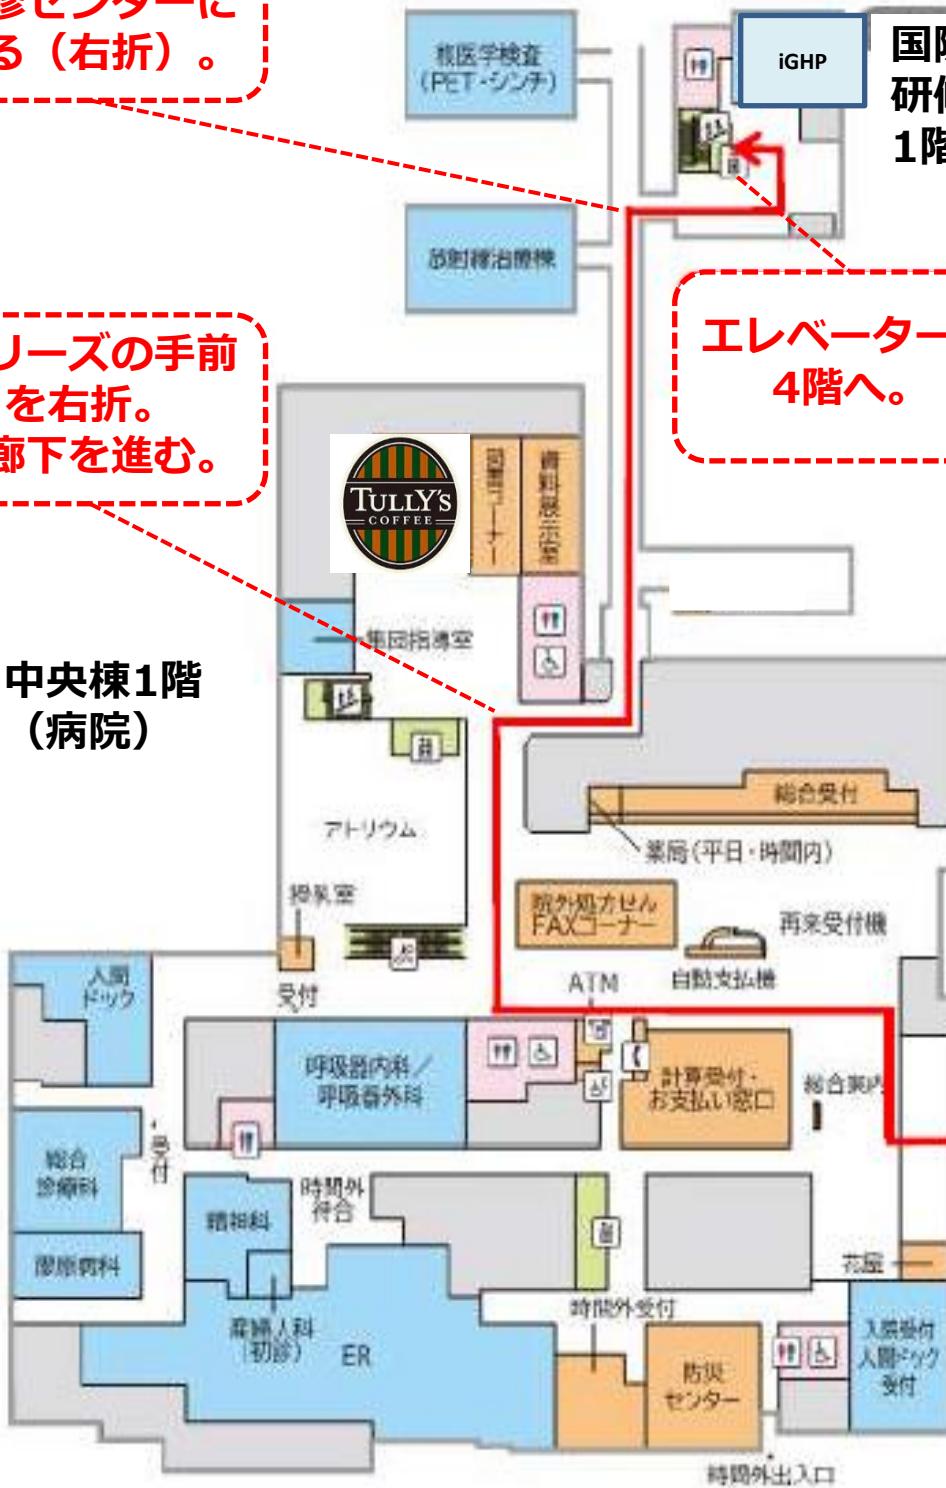 診センターに
る（右折）。
核医学検査
(PET・シンチ)
iGHP
国際
研修
1階
放射線治療棟
エレベーター
4階へ。
リーズの手前
を右折。
廊下を進む。
TULLY'S
COFFEE
図書コーナー
資料展示室
集団指導室
中央棟1階
（病院）
総合受付
アトリウム
薬局(平日・時間内)
授乳室
院外処方せん
FAXコーナー
再来受付機
自動支払機
ATM
人間
ドック
受付
呼吸器内科／
呼吸器外科
計算受付・
お支払い窓口
総合案内
総合
診療科
受付
精神科
時間外
待合
膠原病科
花屋
産婦人科
(初診)
ER
時間外受付
防災
センター
入院受付
人間ドック
受付
時間外出入口